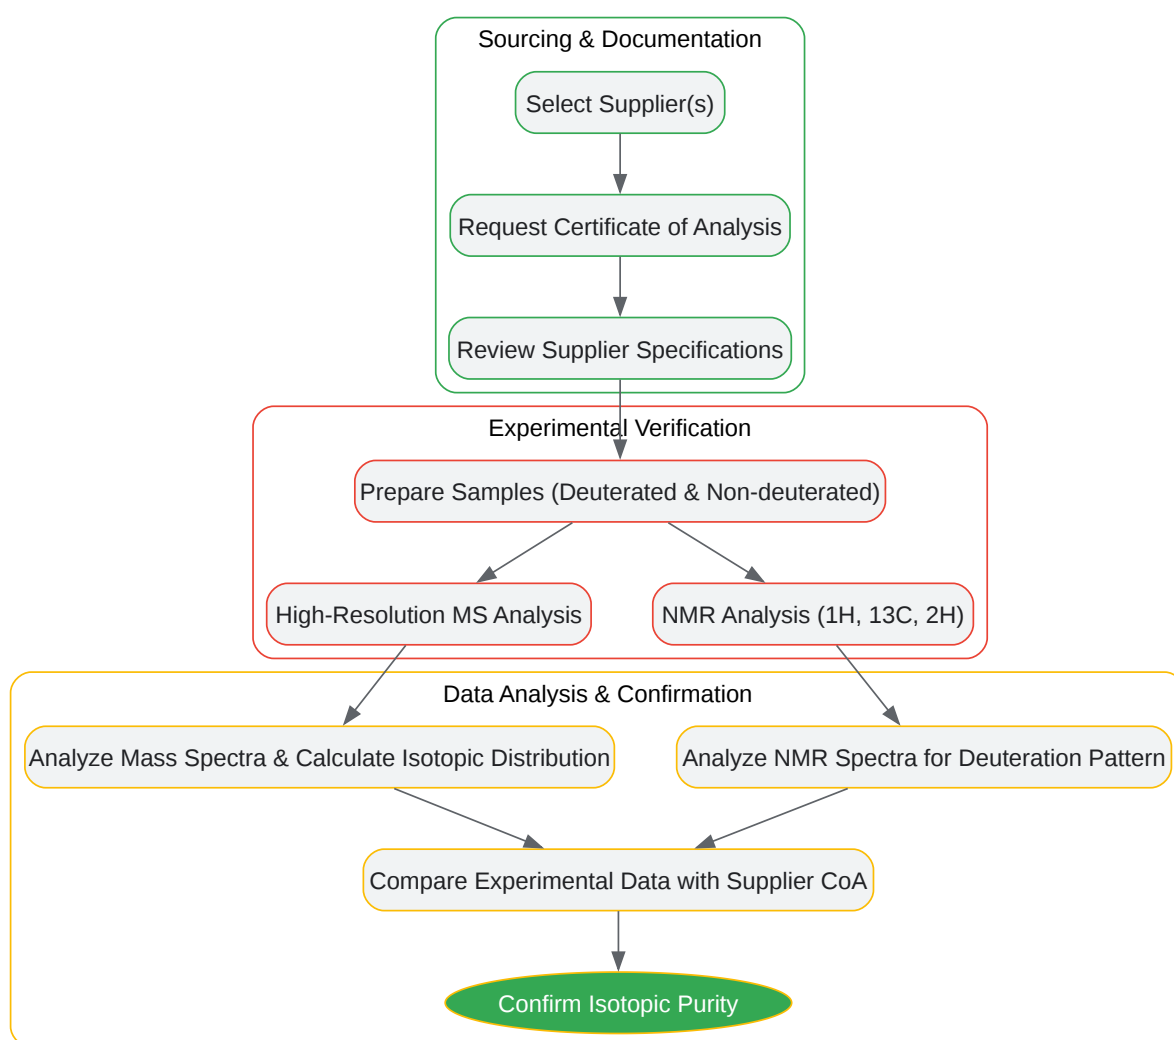 Sourcing & Documentation
Select Supplier(s)
Request Certificate of Analysis
Review Supplier Specifications
Experimental Verification
Prepare Samples (Deuterated & Non-deuterated)
High-Resolution MS Analysis
NMR Analysis (1H, 13C, 2H)
Data Analysis & Confirmation
Analyze Mass Spectra & Calculate Isotopic Distribution
Analyze NMR Spectra for Deuteration Pattern
Compare Experimental Data with Supplier CoA
Confirm Isotopic Purity